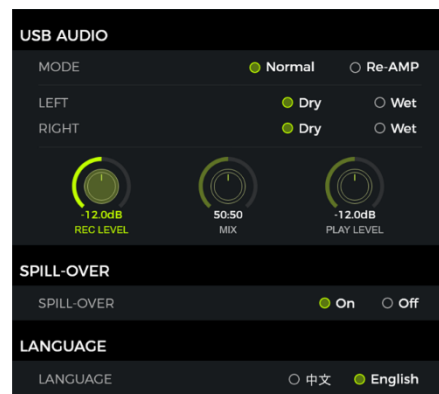 USB AUDIO
MODE Normal Re-AMP
LEFT Dry Wet
RIGHT Dry Wet
-12.0dB 50:50 -12.0dB
REC LEVEL MIX PLAY LEVEL
SPILL-OVER
SPILL-OVER On Off
LANGUAGE
LANGUAGE 中文 English